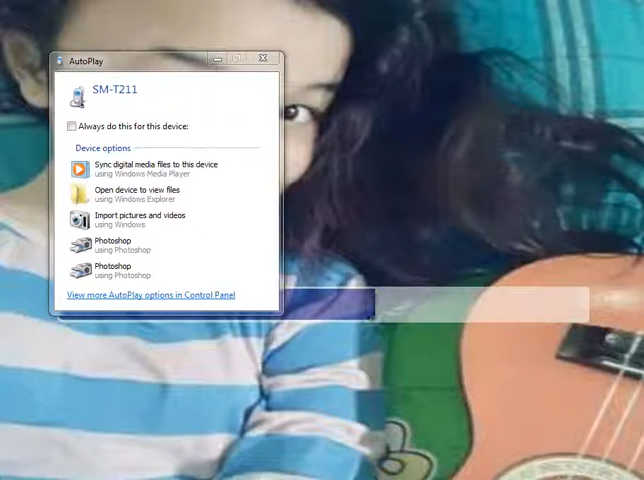 AutoPlay
SM-T211
Always do this for this device:
Device options
Sync digital media files to this device
using Windows Media Player
Open device to view files
using Windows Explorer
Import pictures and videos
using Windows
Photoshop
using Photoshop
Photoshop
using Photoshop
View more AutoPlay options in Control Panel